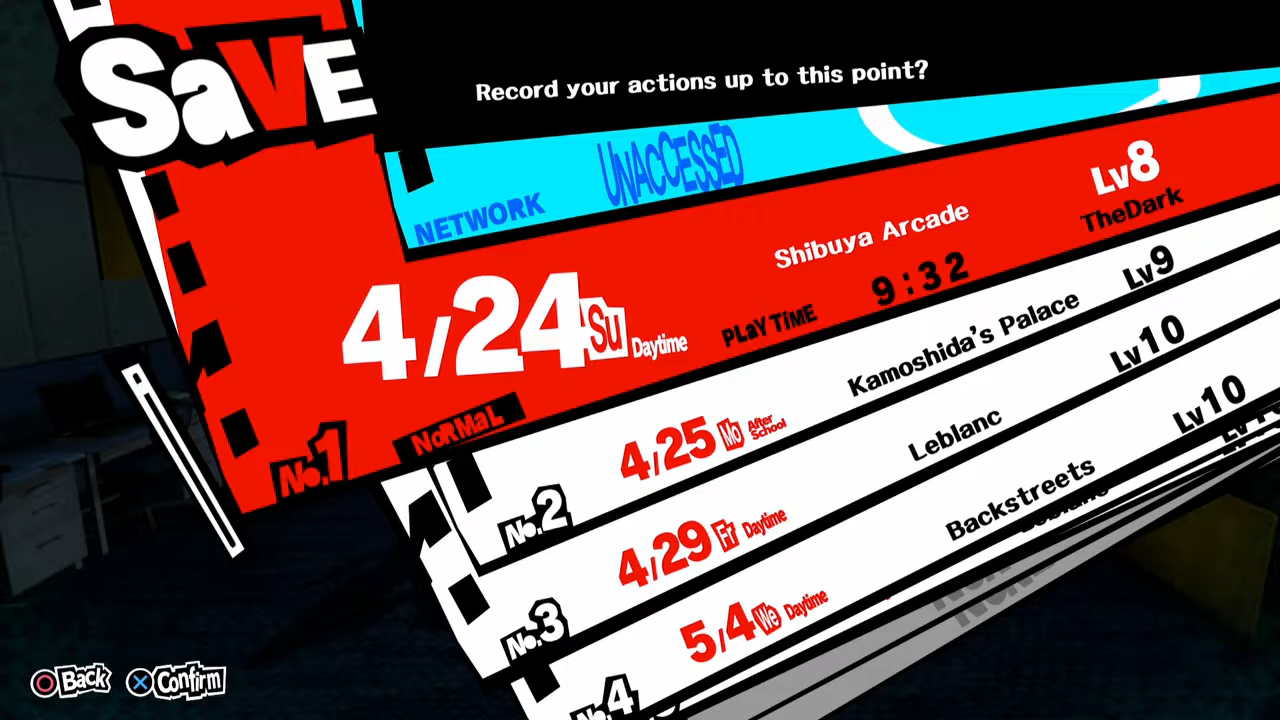 SaVE
Record your actions up to this point?
NETWORK UNACCESSED
Lv8
Shibuya Arcade TheDark
4/24 Su Daytime PLaY TiME 9:32
No.1 NoRMaL
Lv9
4/25 Mo After School Kamoshida's Palace
No.2
Lv10
4/29 Fr Daytime Leblanc
No.3
Lv10
5/4 We Daytime Backstreets
No.4
Back Confirm